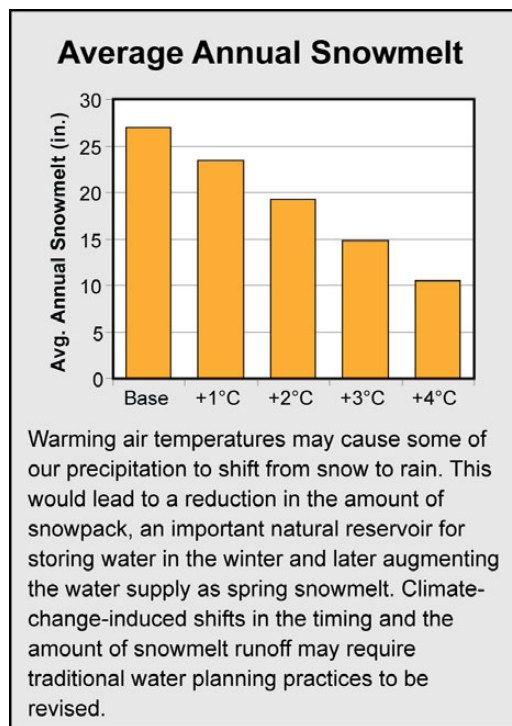 Average Annual Snowmelt
Avg. Annual Snowmelt (in.)
30
25
20
15
10
5
0
Base +1°C +2°C +3°C +4°C
Warming air temperatures may cause some of
our precipitation to shift from snow to rain. This
would lead to a reduction in the amount of
snowpack, an important natural reservoir for
storing water in the winter and later augmenting
the water supply as spring snowmelt. Climate-
change-induced shifts in the timing and the
amount of snowmelt runoff may require
traditional water planning practices to be
revised.